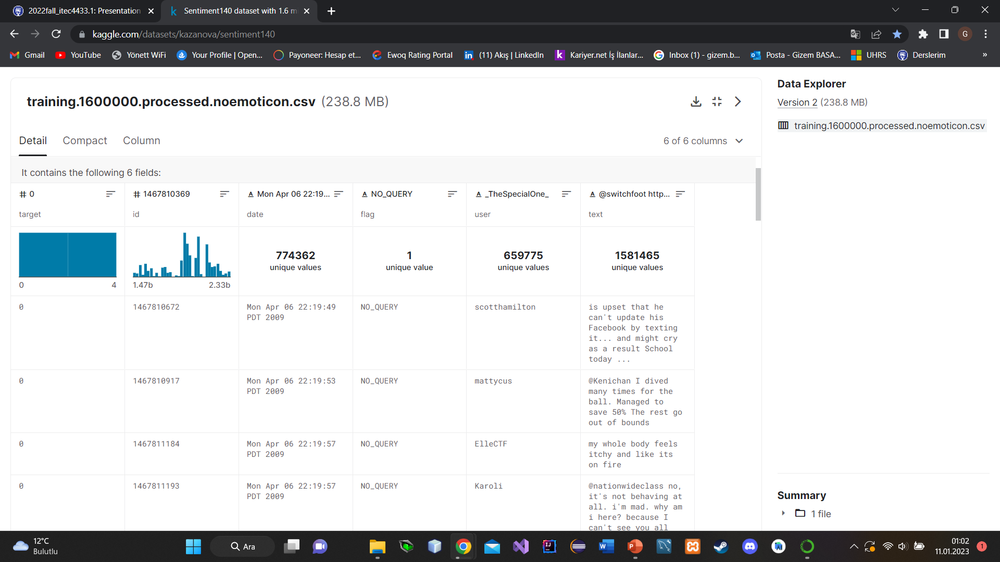 2022fall_itec4433.1: Presentation
Sentiment140 dataset with 1.6 m
kaggle.com/datasets/kazanova/sentiment140
G
Gmail
YouTube
Yönett WiFi
Your Profile | Open...
Payoneer: Hesap et...
Ewoq Rating Portal
(11) Akış | LinkedIn
Kariyer.net İş İlanlar...
Inbox (1) - gizem.b...
Posta - Gizem BASA...
UHRS
Derslerim
»
training.1600000.processed.noemoticon.csv (238.8 MB)
Detail
Compact
Column
6 of 6 columns
It contains the following 6 fields:
# 0
# 1467810369
A Mon Apr 06 22:19...
A NO_QUERY
A _TheSpecialOne_
A @switchfoot http...
target
id
date
flag
user
text
0
4
1.47b
2.33b
774362
unique values
1
unique value
659775
unique values
1581465
unique values
0
1467810672
Mon Apr 06 22:19:49
PDT 2009
NO_QUERY
scotthamilton
is upset that he
can't update his
Facebook by texting
it... and might cry
as a result School
today ...
0
1467810917
Mon Apr 06 22:19:53
PDT 2009
NO_QUERY
mattycus
@Kenichan I dived
many times for the
ball. Managed to
save 50% The rest go
out of bounds
0
1467811184
Mon Apr 06 22:19:57
PDT 2009
NO_QUERY
ElleCTF
my whole body feels
itchy and like its
on fire
0
1467811193
Mon Apr 06 22:19:57
PDT 2009
NO_QUERY
Karoli
@nationwideclass no,
it's not behaving at
all. i'm mad. why am
i here? because I
can't see you all
Data Explorer
Version 2 (238.8 MB)
training.1600000.processed.noemoticon.csv
Summary
1 file
12°C
Bulutlu
Ara
01:02
11.01.2023
1